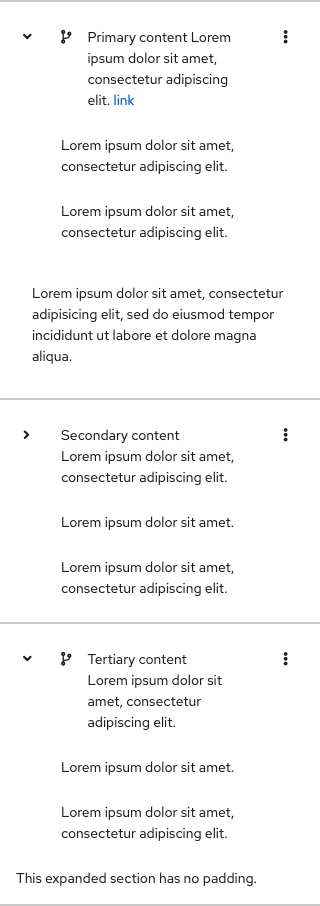 Primary content Lorem
ipsum dolor sit amet,
consectetur adipiscing
elit. link
Lorem ipsum dolor sit amet,
consectetur adipiscing elit.
Lorem ipsum dolor sit amet,
consectetur adipiscing elit.
Lorem ipsum dolor sit amet, consectetur
adipisicing elit, sed do eiusmod tempor
incididunt ut labore et dolore magna
aliqua.
Secondary content
Lorem ipsum dolor sit amet,
consectetur adipiscing elit.
Lorem ipsum dolor sit amet.
Lorem ipsum dolor sit amet,
consectetur adipiscing elit.
Tertiary content
Lorem ipsum dolor sit
amet, consectetur
adipiscing elit.
Lorem ipsum dolor sit amet.
Lorem ipsum dolor sit amet,
consectetur adipiscing elit.
This expanded section has no padding.